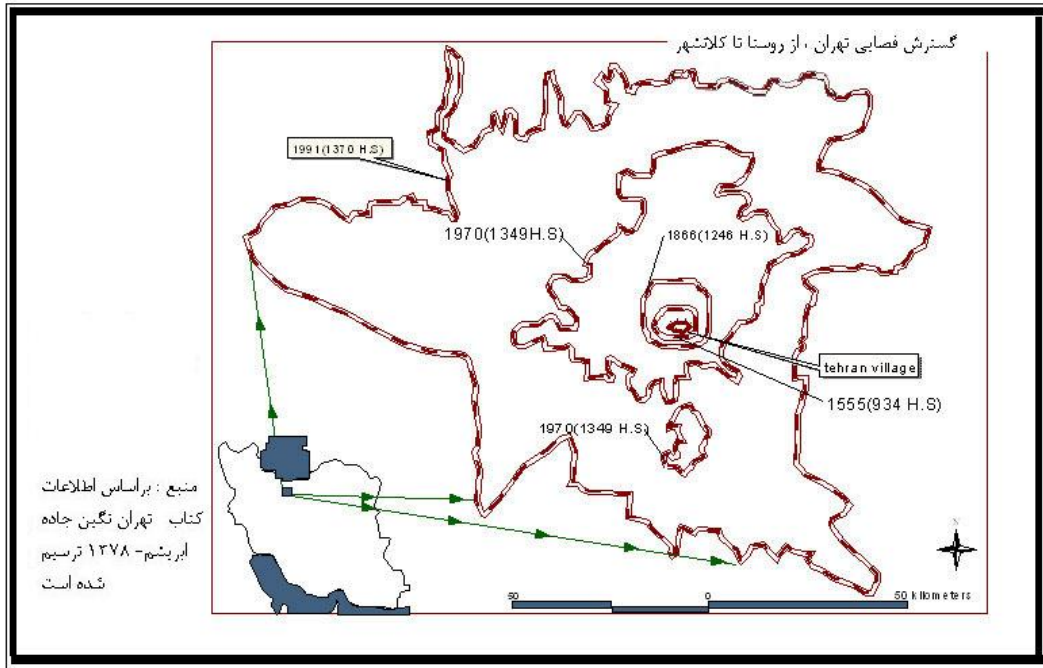 گسترش فضایی تهران ، از روستا تا کلانشهر
1991(1370 H.S)
1970(1349H.S)
1866(1246 H.S)
tehran village
1555(934 H.S)
1970(1349 H.S)
منبع : براساس اطلاعات
کتاب تهران نگین جاده
ابریشم- ۱۳۷۸ ترسیم
شده است
N
50 0 50 kilometers